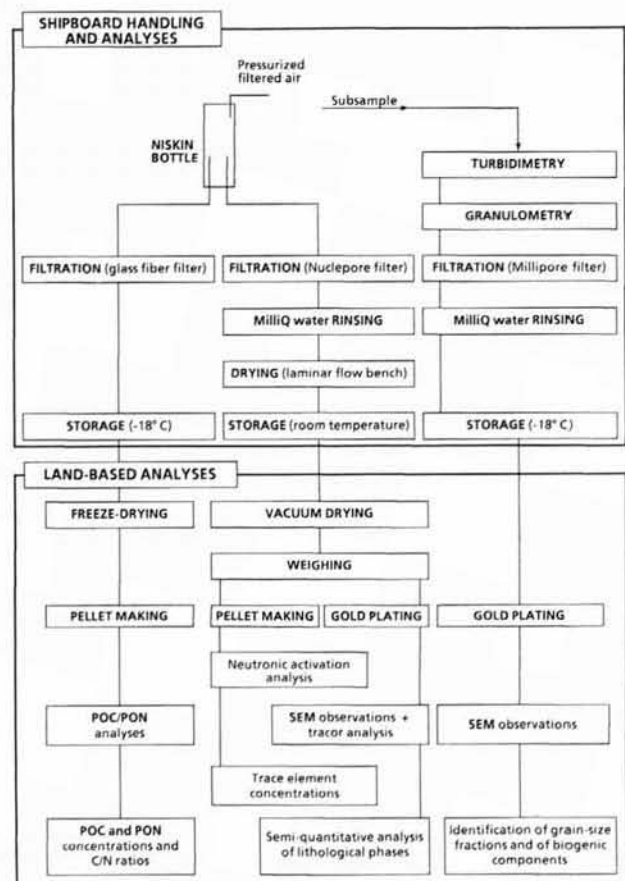 SHIPBOARD HANDLING
AND ANALYSES
Pressurized
filtered air
Subsample
NISKIN
BOTTLE
TURBIDIMETRY
GRANULOMETRY
FILTRATION (glass fiber filter)
FILTRATION (Nuclepore filter)
FILTRATION (Millipore filter)
MilliQ water RINSING
MilliQ water RINSING
DRYING (laminar flow bench)
STORAGE (-18° C)
STORAGE (room temperature)
STORAGE (-18° C)
LAND-BASED ANALYSES
FREEZE-DRYING
VACUUM DRYING
WEIGHING
PELLET MAKING
PELLET MAKING
GOLD PLATING
GOLD PLATING
Neutronic activation
analysis
POC/PON
analyses
SEM observations +
tracor analysis
SEM observations
Trace element
concentrations
POC and PON
concentrations and
C/N ratios
Semi-quantitative analysis
of lithological phases
Identification of grain-size
fractions and of biogenic
components